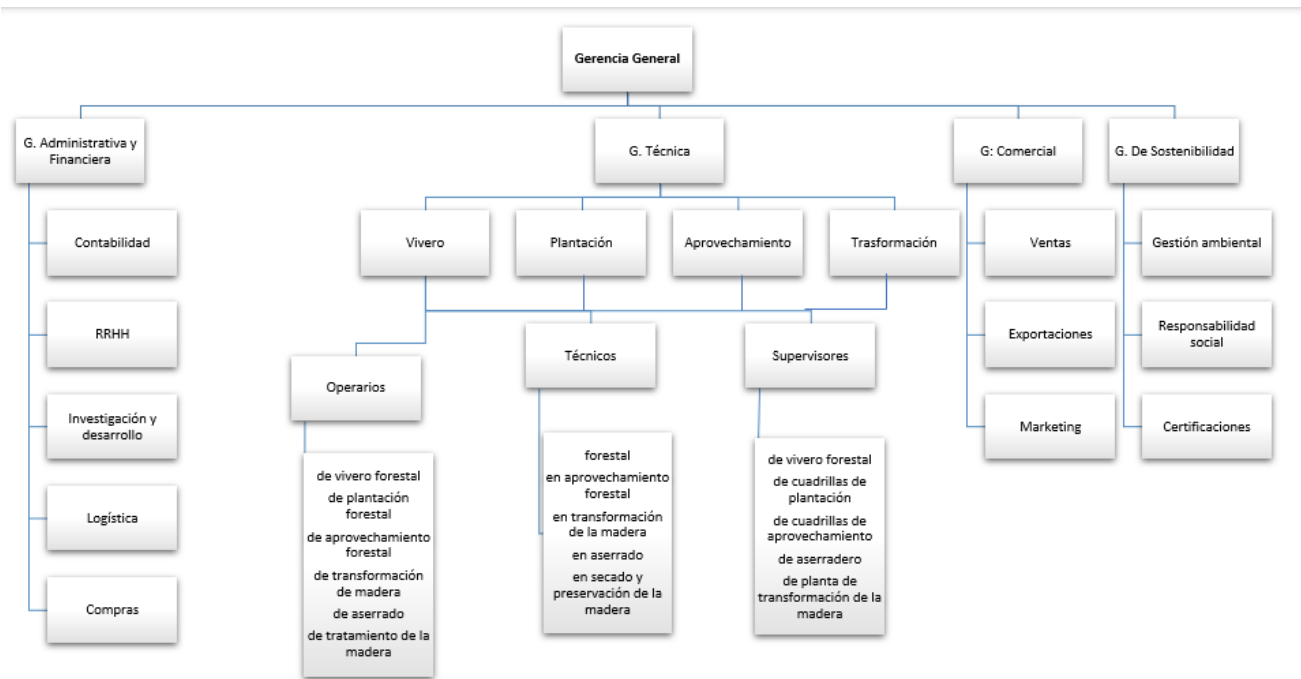 Gerencia General
G. Administrativa y
Financiera
G. Técnica
G: Comercial
G. De Sostenibilidad
Contabilidad
RRHH
Investigación y
desarrollo
Logística
Compras
Vivero
Plantación
Aprovechamiento
Trasformación
Operarios
de vivero forestal
de plantación
forestal
de aprovechamiento
forestal
de transformación
de madera
de aserrado
de tratamiento de la
madera
Técnicos
forestal
en aprovechamiento
forestal
en transformación
de la madera
en aserrado
en secado y
preservación de la
madera
Supervisores
de vivero forestal
de cuadrillas de
plantación
de cuadrillas de
aprovechamiento
de aserradero
de planta de
transformación de la
madera
Ventas
Exportaciones
Marketing
Gestión ambiental
Responsabilidad
social
Certificaciones